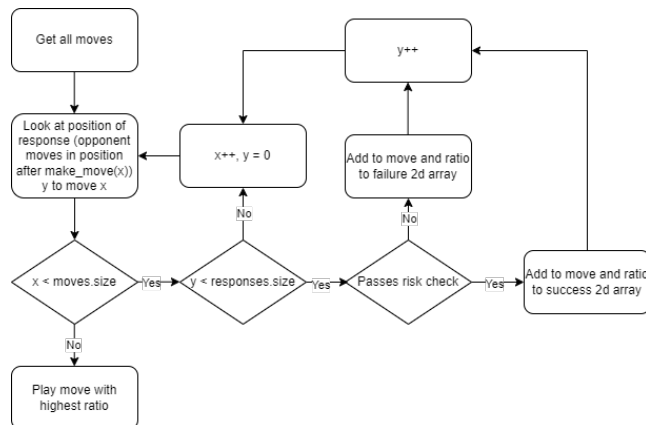 Get all moves
y++
Look at position of
response (opponent
moves in position
after make_move(x))
y to move x
x++, y = 0
Add to move and ratio
to failure 2d array
No
No
x < moves.size
Yes
y < responses.size
Yes
Passes risk check
Yes
Add to move and ratio
to success 2d array
No
Play move with
highest ratio